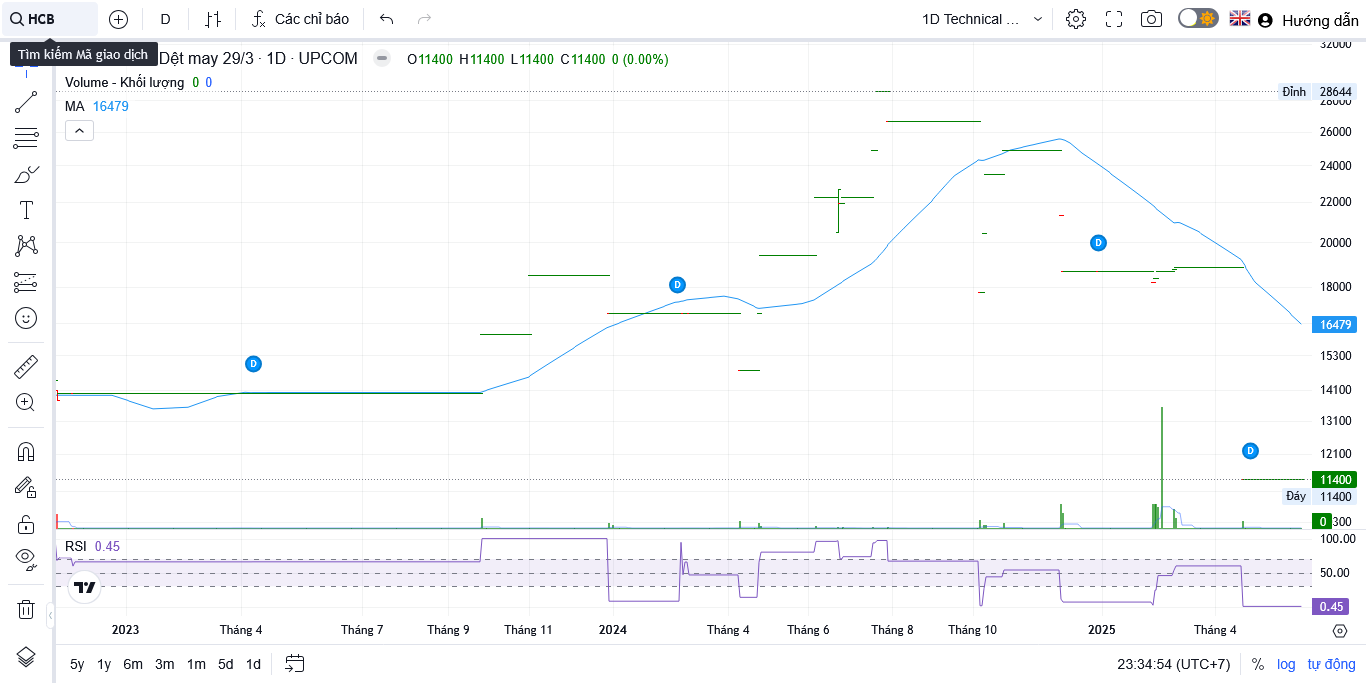 HCB
D
Các chỉ báo
1D Technical ...
Hướng dẫn
Tìm kiếm Mã giao dịch
Dệt may 29/3 · 1D · UPCOM
O11400 H11400 L11400 C11400 0 (0.00%)
Volume - Khối lượng 0 0
MA 16479
32000
Đỉnh 28644
28000
26000
24000
22000
20000
18000
16479
15300
14100
13100
12100
11400
Đáy 11400
0
300
D
D
D
D
RSI 0.45
100.00
50.00
0.45
2023 Tháng 4 Tháng 7 Tháng 9 Tháng 11 2024 Tháng 4 Tháng 6 Tháng 8 Tháng 10 2025 Tháng 4
5y 1y 6m 3m 1m 5d 1d
23:34:54 (UTC+7) % log tự động